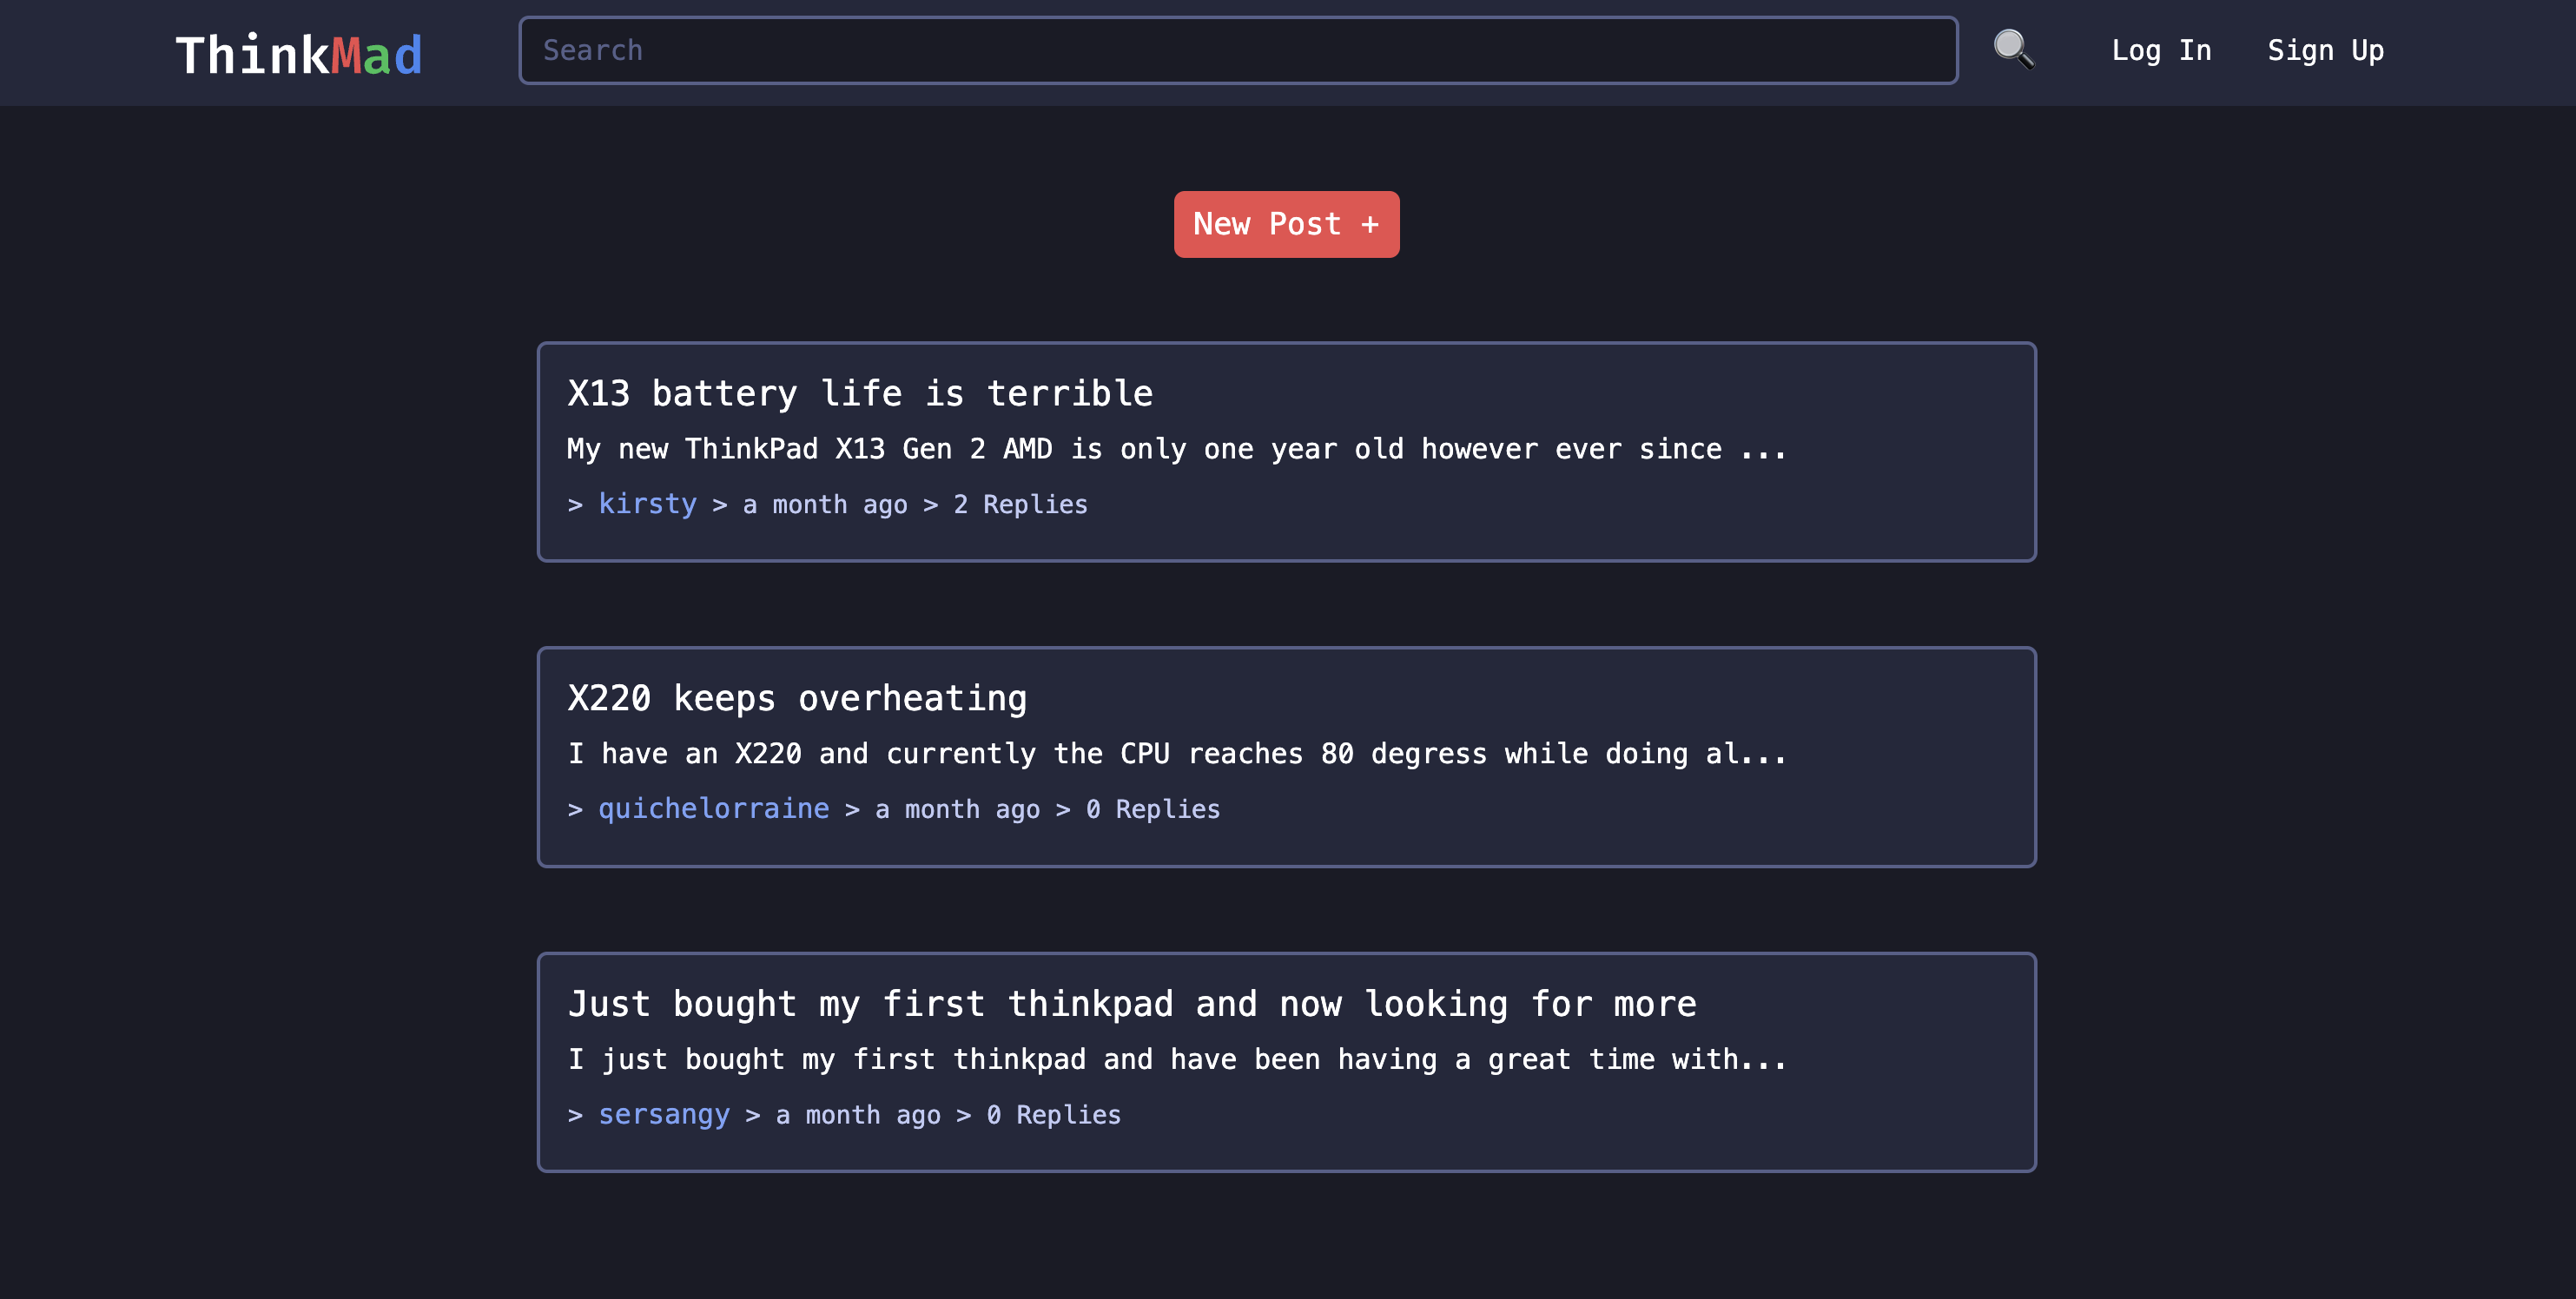 ThinkMad
Search
Log In
Sign Up
New Post +
X13 battery life is terrible
My new ThinkPad X13 Gen 2 AMD is only one year old however ever since ...
> kirsty > a month ago > 2 Replies
X220 keeps overheating
I have an X220 and currently the CPU reaches 80 degress while doing al...
> quichelorraine > a month ago > 0 Replies
Just bought my first thinkpad and now looking for more
I just bought my first thinkpad and have been having a great time with...
> sersangy > a month ago > 0 Replies